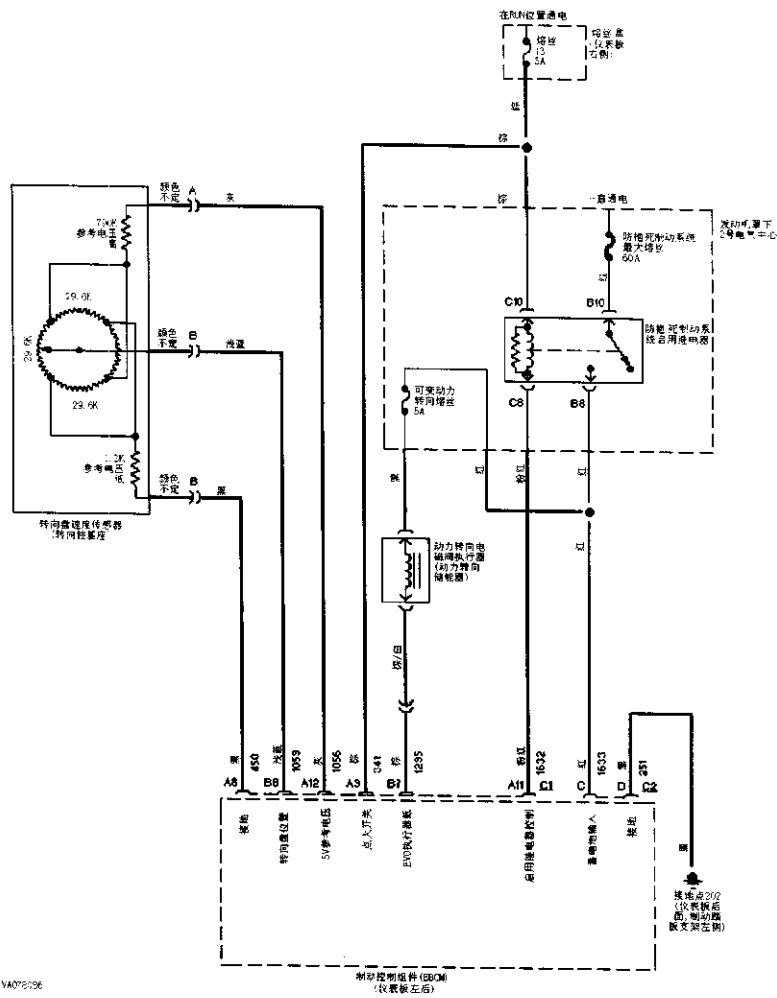 在RUN位置通电
熔丝
13
5A
熔丝盒
(仪表板
右侧)
棕
棕
棕
一直通电
发动机罩下
2号电气中心
防抱死制动系统
最大熔丝
60A
红
C10
B10
防抱死制动系
统启用继电器
C8
B8
可变动力
转向熔丝
5A
颜色
不定
A
灰
参考电压
高
29.6K
29.6K
29.6K
颜色
不定
B
浅蓝
参考电压
低
颜色
不定
B
黑
转向盘速度传感器
(转向柱基座
红
粉红
红
红
动力转向电
磁阀执行器
(动力转向
储能器)
棕/白
黑
450
浅蓝
1059
灰
1056
棕
341
棕
1295
粉红
1632
红
1633
黑
251
A8
B8
A12
A9
B7
A11
C1
C
D
C2
接地
转向盘位置
5V参考电压
点火开关
EVO执行器低
启用继电器控制
蓄电池输入
接地
黑
接地点202
(仪表板后
面,制动踏
板支架左侧)
制动控制组件(EBCM)
(仪表板左后)